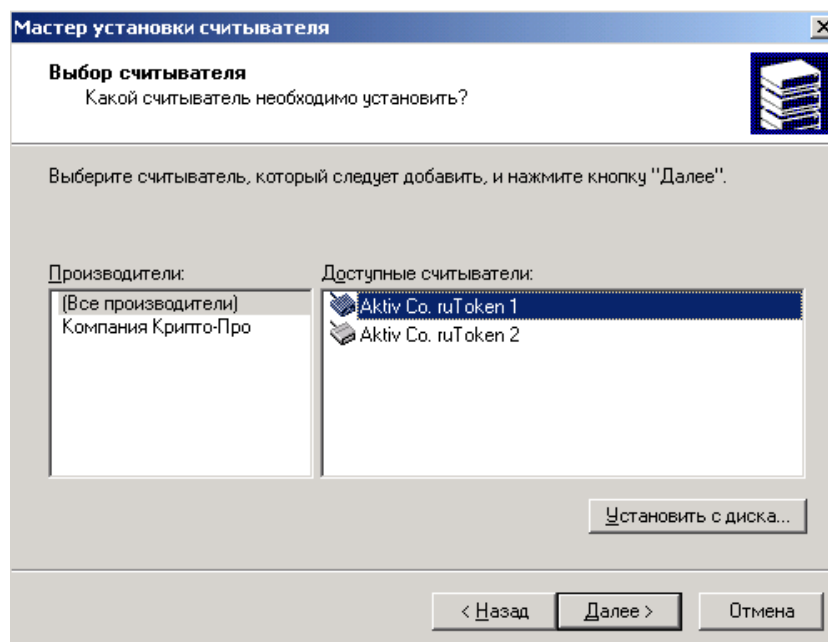 Мастер установки считывателя
Выбор считывателя
Какой считыватель необходимо установить?
Выберите считыватель, который следует добавить, и нажмите кнопку "Далее".
Производители:
(Все производители)
Компания Крипто-Про
Доступные считыватели:
Aktiv Co. ruToken 1
Aktiv Co. ruToken 2
Установить с диска...
< Назад
Далее >
Отмена